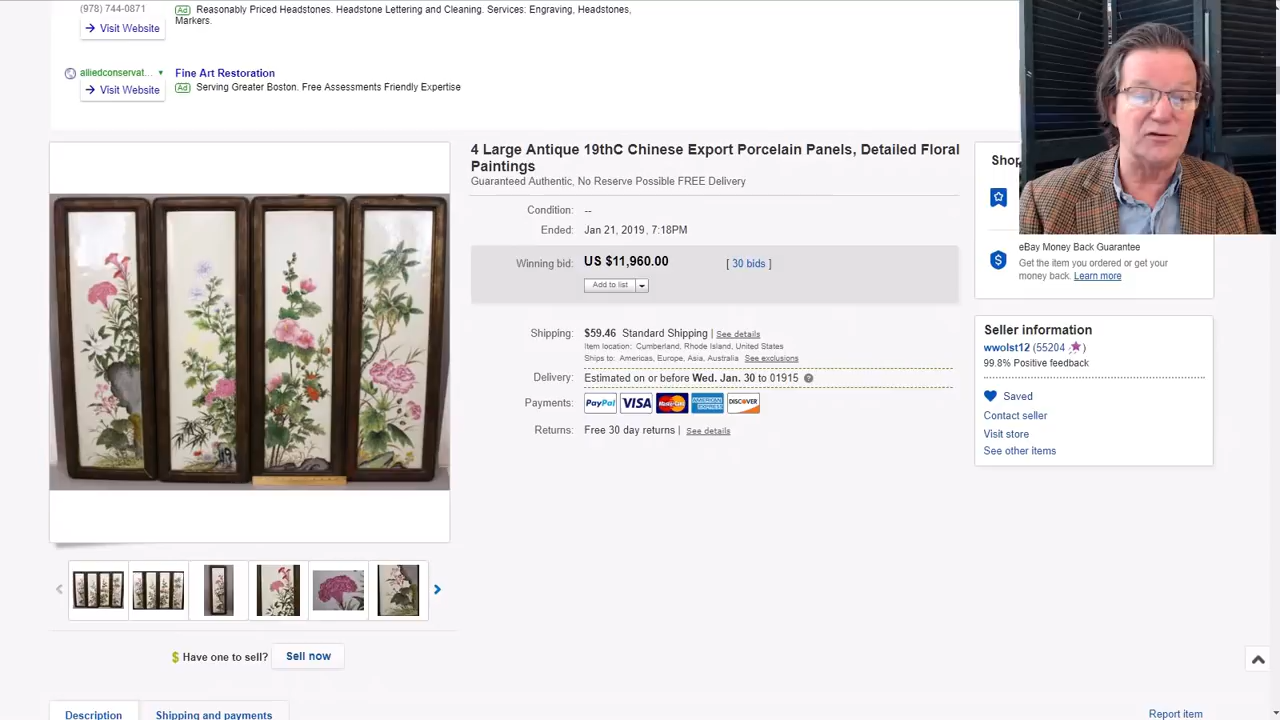 (978) 744-0871
Visit Website
Ad Reasonably Priced Headstones. Headstone Lettering and Cleaning. Services: Engraving, Headstones,
Markers.
alliedconservat...
Visit Website
Fine Art Restoration
Ad Serving Greater Boston. Free Assessments Friendly Expertise
4 Large Antique 19thC Chinese Export Porcelain Panels, Detailed Floral
Paintings
Guaranteed Authentic, No Reserve Possible FREE Delivery
Condition: --
Ended: Jan 21, 2019 , 7:18PM
Winning bid: US $11,960.00 [ 30 bids ]
Add to list
Shipping: $59.46 Standard Shipping | See details
Item location: Cumberland, Rhode Island, United States
Ships to: Americas, Europe, Asia, Australia See exclusions
Delivery: Estimated on or before Wed. Jan. 30 to 01915
Payments: PayPal VISA MasterCard AMERICAN EXPRESS DISCOVER
Returns: Free 30 day returns | See details
Shop
eBay Money Back Guarantee
Get the item you ordered or get your
money back. Learn more
Seller information
wwolst12 (55204 )
99.8% Positive feedback
Saved
Contact seller
Visit store
See other items
$ Have one to sell? Sell now
Description
Shipping and payments
Report item